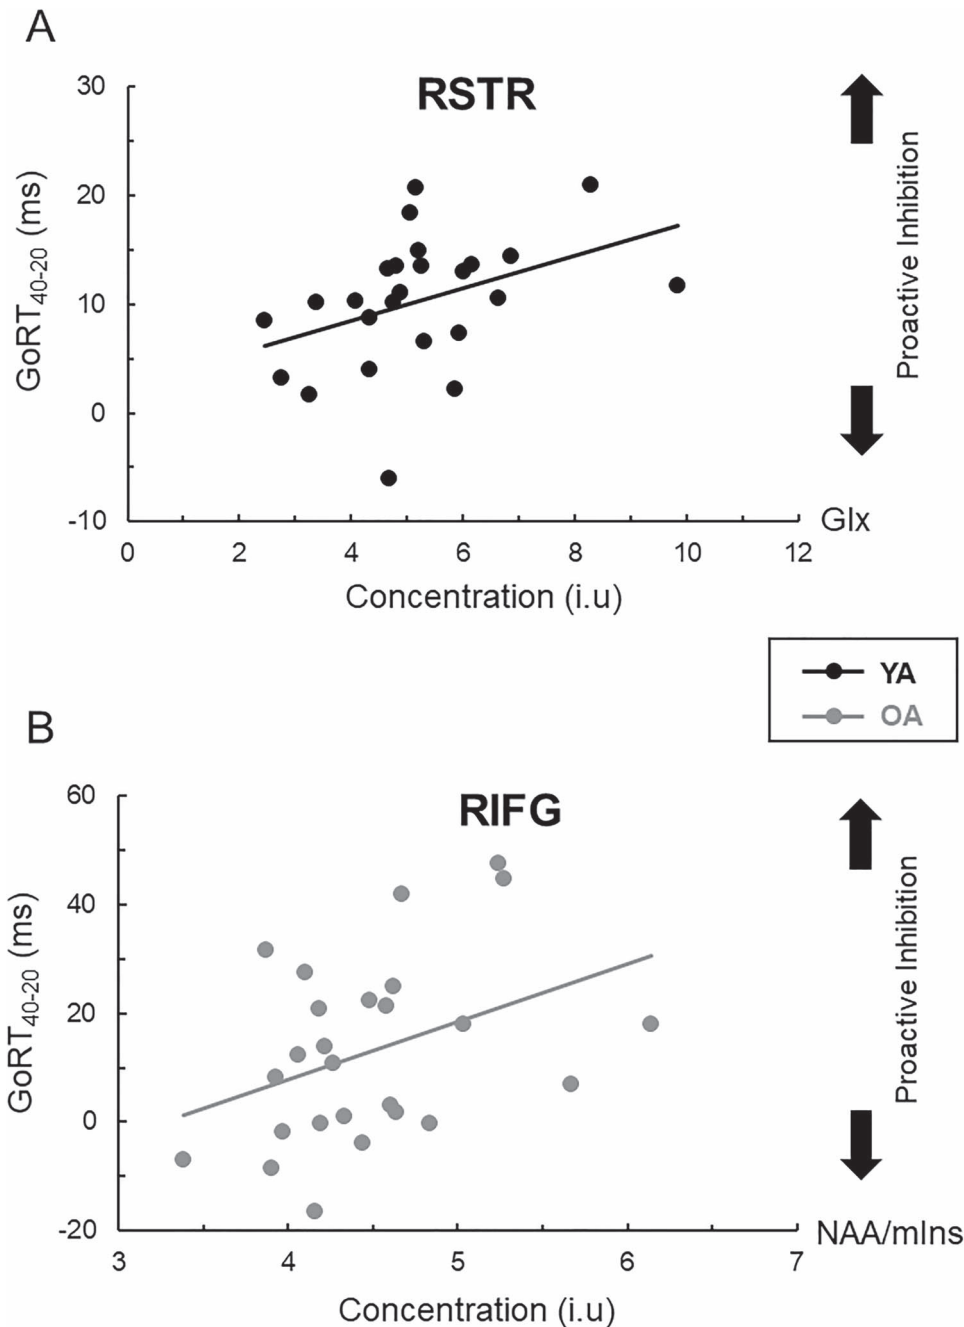 A
RSTR
30
20
10
0
-10
GoRT40-20 (ms)
0 2 4 6 8 10 12
Concentration (i.u)
Glx
Proactive Inhibition
YA
OA
B
RIFG
60
40
20
0
-20
GoRT40-20 (ms)
3 4 5 6 7
Concentration (i.u)
NAA/mIns
Proactive Inhibition